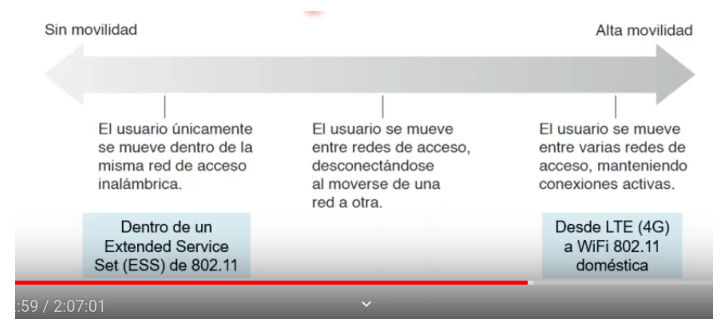 Sin movilidad
Alta movilidad
El usuario únicamente
se mueve dentro de la
misma red de acceso
inalámbrica.
El usuario se mueve
entre redes de acceso,
desconectándose
al moverse de una
red a otra.
El usuario se mueve
entre varias redes de
acceso, manteniendo
conexiones activas.
Dentro de un
Extended Service
Set (ESS) de 802.11
Desde LTE (4G)
a WiFi 802.11
doméstica
:59 / 2:07:01